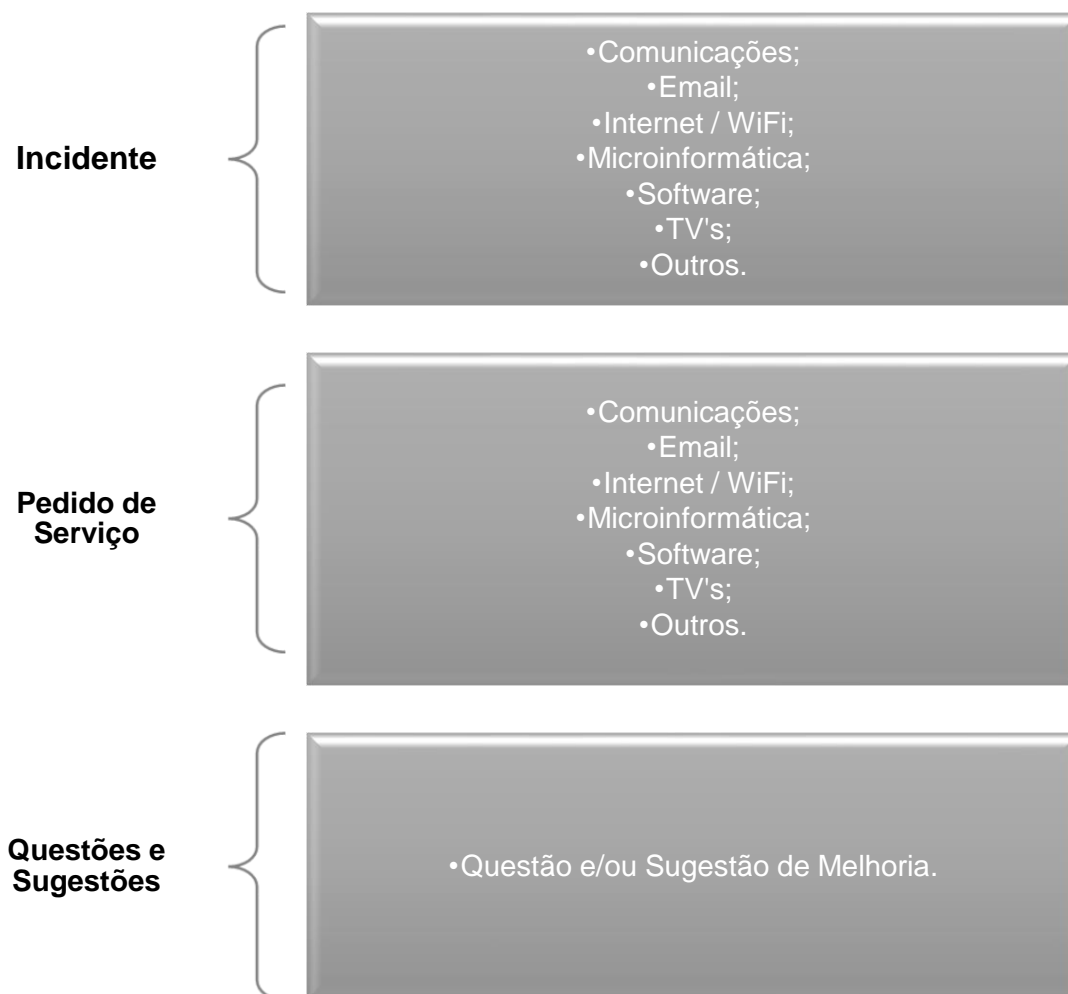 Incidente
•Comunicações;
•Email;
•Internet / WiFi;
•Microinformática;
•Software;
•TV's;
•Outros.
Pedido de
Serviço
•Comunicações;
•Email;
•Internet / WiFi;
•Microinformática;
•Software;
•TV's;
•Outros.
Questões e
Sugestões
•Questão e/ou Sugestão de Melhoria.